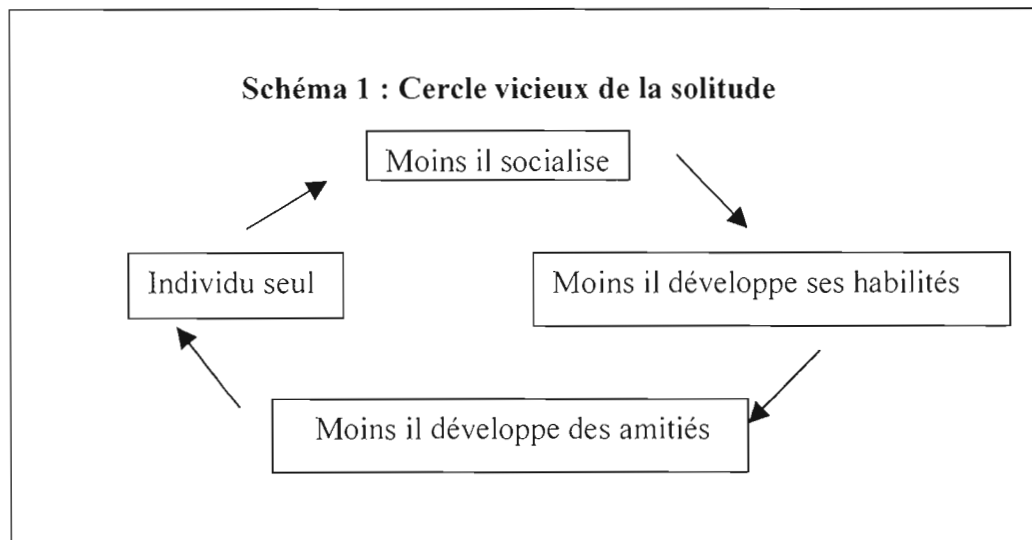 Schéma 1 : Cercle vicieux de la solitude
Moins il socialise
Individu seul
Moins il développe ses habilités
Moins il développe des amitiés